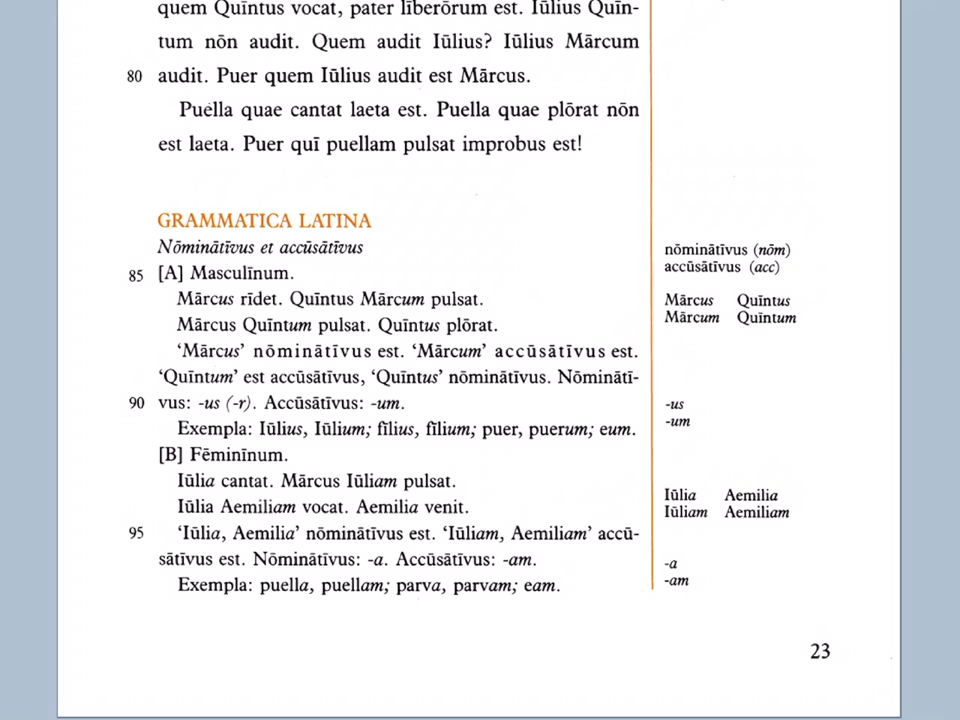 quem Quīntus vocat, pater līberōrum est. Iūlius Quīn-
tum nōn audit. Quem audit Iūlius? Iūlius Mārcum
80 audit. Puer quem Iūlius audit est Mārcus.
Puella quae cantat laeta est. Puella quae plōrat nōn
est laeta. Puer quī puellam pulsat improbus est!
GRAMMATICA LATINA
Nōminātīvus et accūsātīvus
85 [A] Masculīnum.
Mārcus rīdet. Quīntus Mārcum pulsat.
Mārcus Quīntum pulsat. Quīntus plōrat.
‘Mārcus’ nōminātīvus est. ‘Mārcum’ accūsātīvus est.
‘Quīntum’ est accūsātīvus, ‘Quīntus’ nōminātīvus. Nōmināti-
90 vus: -us (-r). Accūsātīvus: -um.
Exempla: Iūlius, Iūlium; fīlius, fīlium; puer, puerum; eum.
[B] Fēminīnum.
Iūlia cantat. Mārcus Iūliam pulsat.
Iūlia Aemiliam vocat. Aemilia venit.
95 ‘Iūlia, Aemilia’ nōminātīvus est. ‘Iūliam, Aemiliam’ accū-
sātīvus est. Nōminātīvus: -a. Accūsātīvus: -am.
Exempla: puella, puellam; parva, parvam; eam.
nōminātīvus (nōm)
accūsātīvus (acc)
Mārcus Quīntus
Mārcum Quīntum
-us
-um
Iūlia Aemilia
Iūliam Aemiliam
-a
-am
23